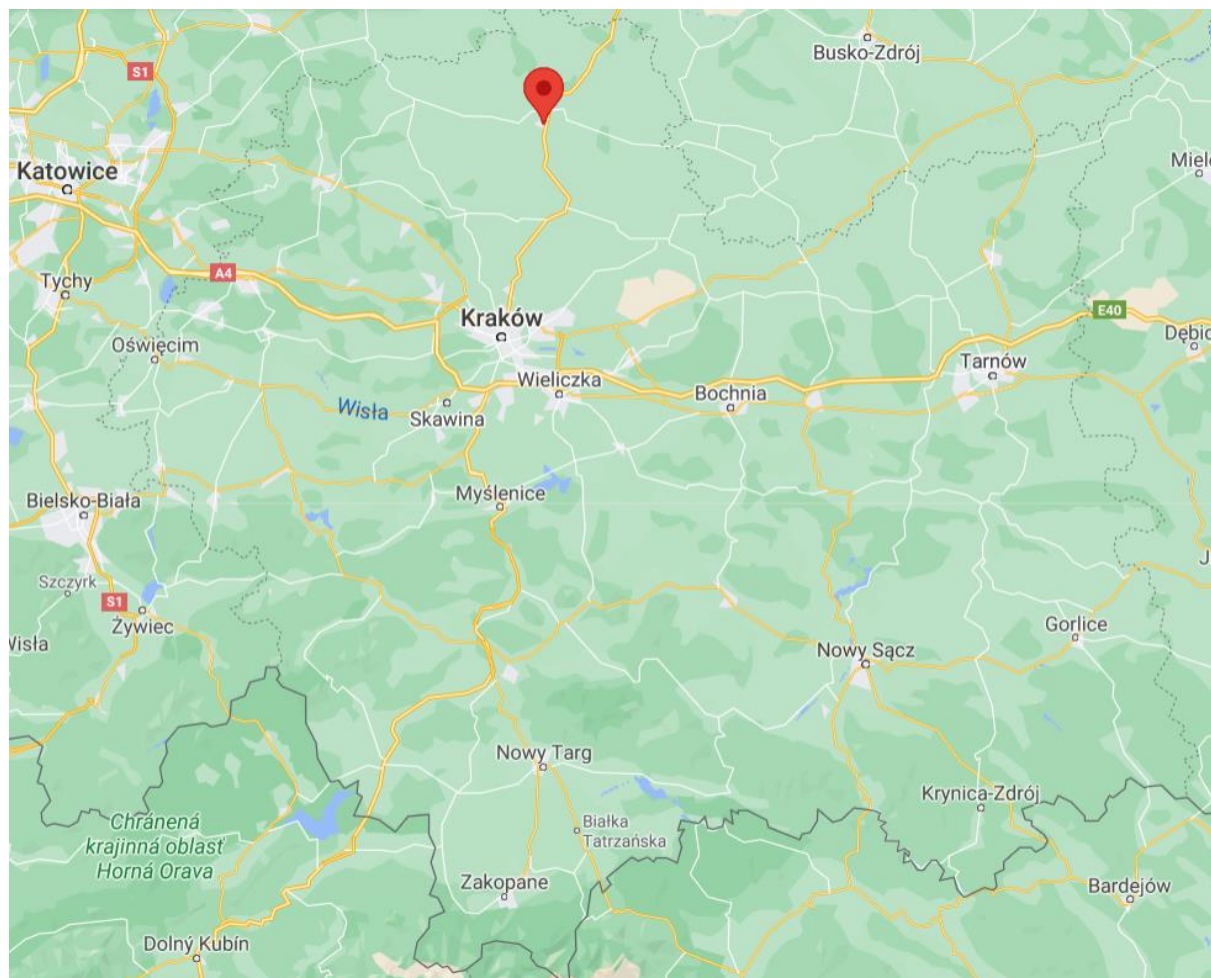 Busko-Zdrój
S1
Katowice
Miele
A4
Tychy
Kraków
E40
Oświęcim
Dębic
Tarnów
Wieliczka
Bochnia
Wisła
Skawina
Myślenice
Bielsko-Biała
J
Szczyrk
S1
Żywiec
Gorlice
Wisła
Nowy Sącz
Nowy Targ
Krynica-Zdrój
Chránená
krajinná oblasť
Horná Orava
Białka
Tatrzańska
Zakopane
Bardejów
Dolný Kubín